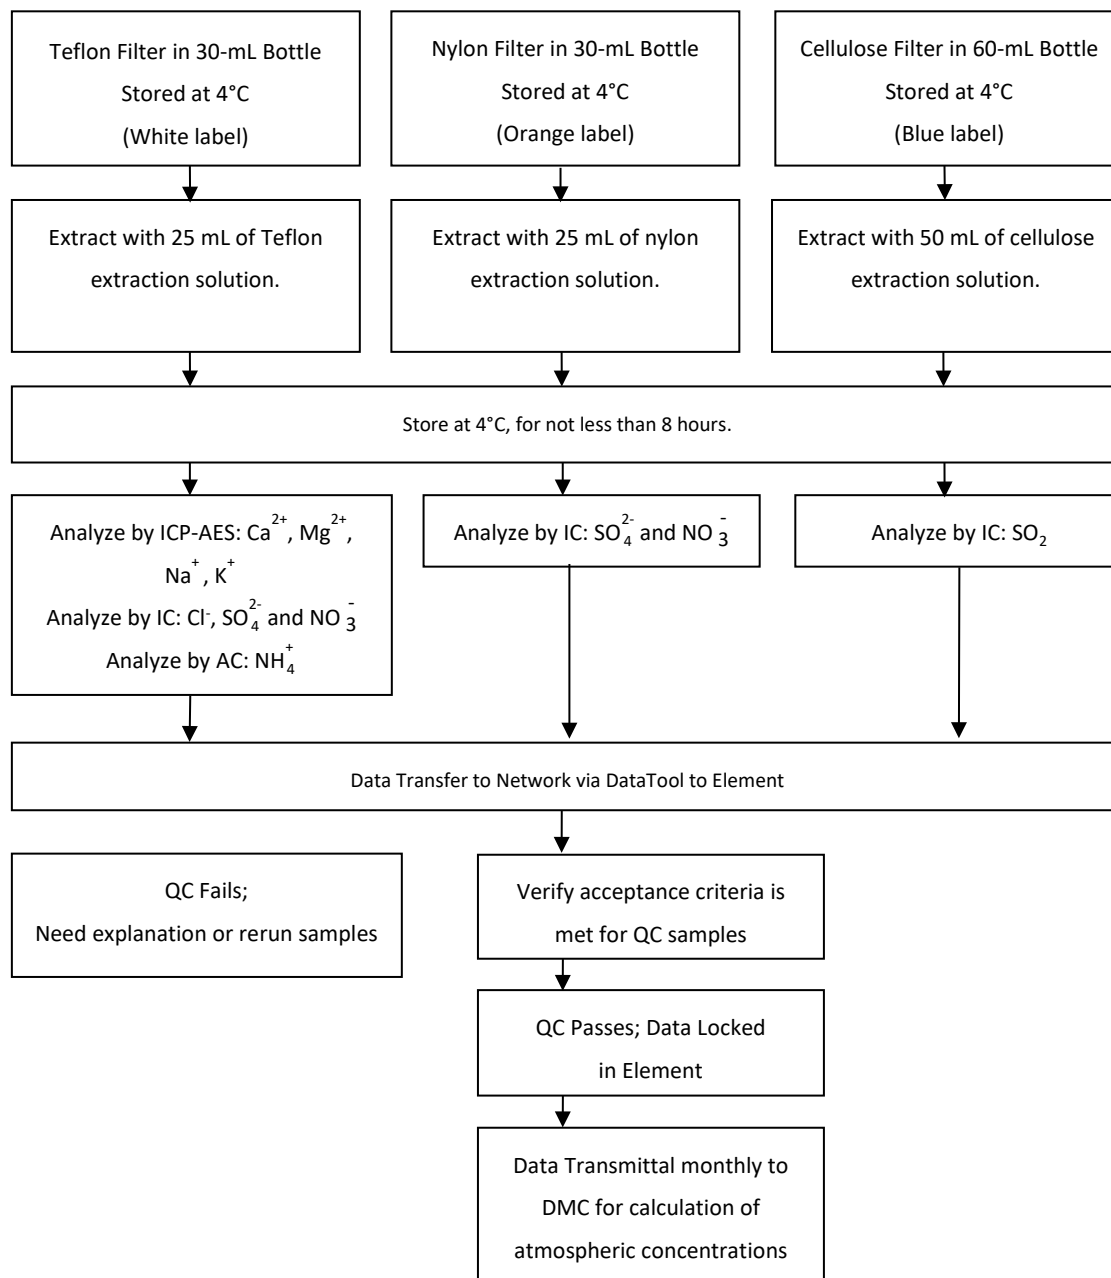 Teflon Filter in 30-mL Bottle
Stored at 4°C
(White label)
Nylon Filter in 30-mL Bottle
Stored at 4°C
(Orange label)
Cellulose Filter in 60-mL Bottle
Stored at 4°C
(Blue label)
Extract with 25 mL of Teflon
extraction solution.
Extract with 25 mL of nylon
extraction solution.
Extract with 50 mL of cellulose
extraction solution.
Store at 4°C, for not less than 8 hours.
Analyze by ICP-AES: Ca²⁺, Mg²⁺,
Na⁺, K⁺
Analyze by IC: Cl⁻, SO₄²⁻ and NO₃⁻
Analyze by AC: NH₄⁺
Analyze by IC: SO₄²⁻ and NO₃⁻
Analyze by IC: SO₂
Data Transfer to Network via DataTool to Element
QC Fails;
Need explanation or rerun samples
Verify acceptance criteria is
met for QC samples
QC Passes; Data Locked
in Element
Data Transmittal monthly to
DMC for calculation of
atmospheric concentrations